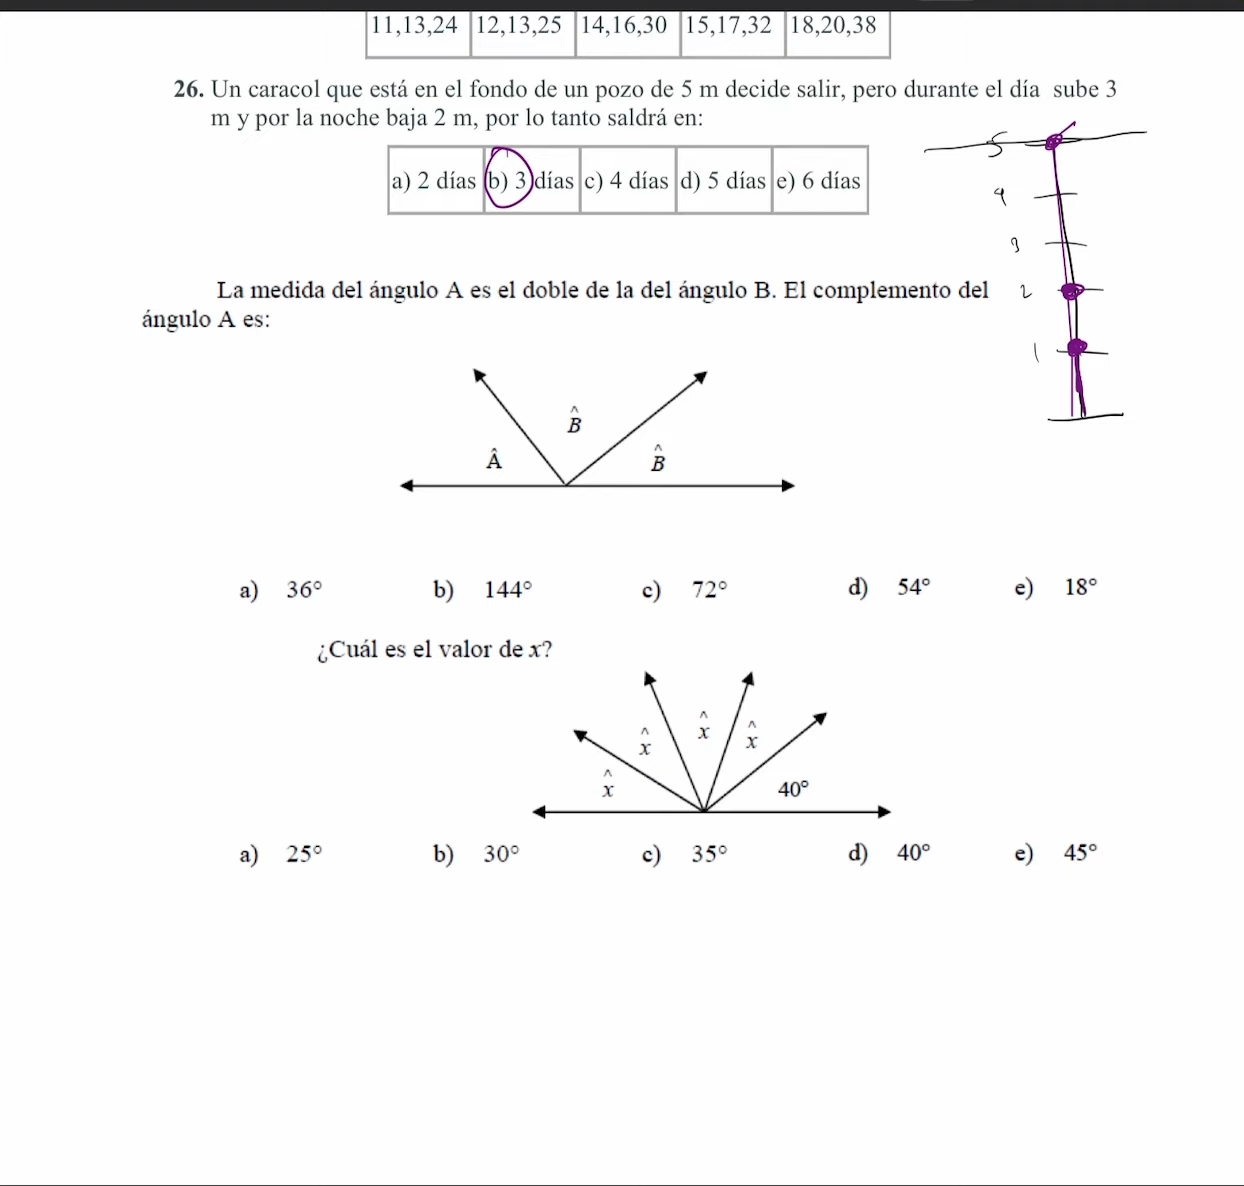 11,13,24 12,13,25 14,16,30 15,17,32 18,20,38
26. Un caracol que está en el fondo de un pozo de 5 m decide salir, pero durante el día sube 3
m y por la noche baja 2 m, por lo tanto saldrá en:
a) 2 días b) 3 días c) 4 días d) 5 días e) 6 días
5
4
3
2
1
La medida del ángulo A es el doble de la del ángulo B. El complemento del
ángulo A es:
B̂
Â
B̂
a) 36° b) 144° c) 72° d) 54° e) 18°
¿Cuál es el valor de x?
x̂
x̂
x̂
x̂
40°
a) 25° b) 30° c) 35° d) 40° e) 45°